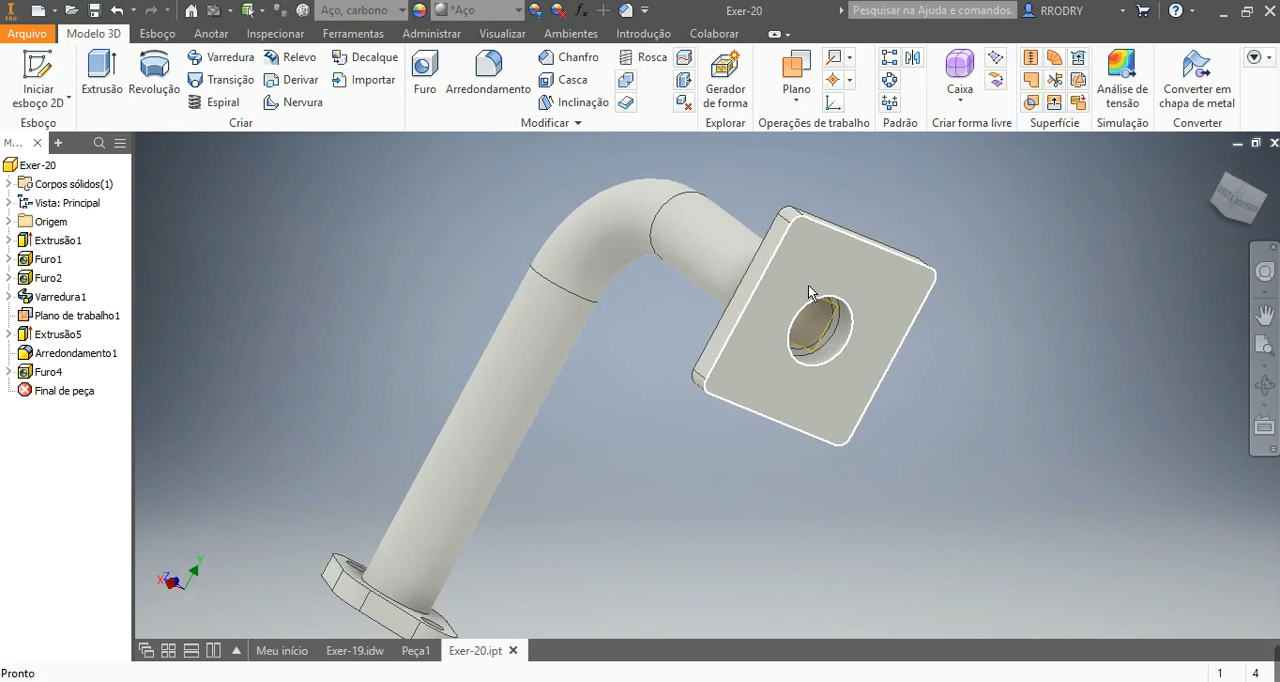 PRO
Aço, carbono
*Aço
Exer-20
Pesquisar na Ajuda e comandos.
RRODRY
Arquivo
Modelo 3D
Esboço
Anotar
Inspecionar
Ferramentas
Administrar
Visualizar
Ambientes
Introdução
Colaborar
Iniciar
esboço 2D
Extrusão
Revolução
Varredura
Transição
Espiral
Relevo
Derivar
Nervura
Decalque
Importar
Furo
Arredondamento
Chanfro
Casca
Inclinação
Rosca
Gerador
de forma
Plano
Caixa
Análise de
tensão
Converter em
chapa de metal
Esboço
Criar
Modificar
Explorar
Operações de trabalho
Padrão
Criar forma livre
Superfície
Simulação
Converter
M...
Exer-20
Corpos sólidos(1)
Vista: Principal
Origem
Extrusão1
Furo1
Furo2
Varredura1
Plano de trabalho1
Extrusão5
Arredondamento1
Furo4
Final de peça
X
Z
Y
Meu início
Exer-19.idw
Peça1
Exer-20.ipt
Pronto
1
4